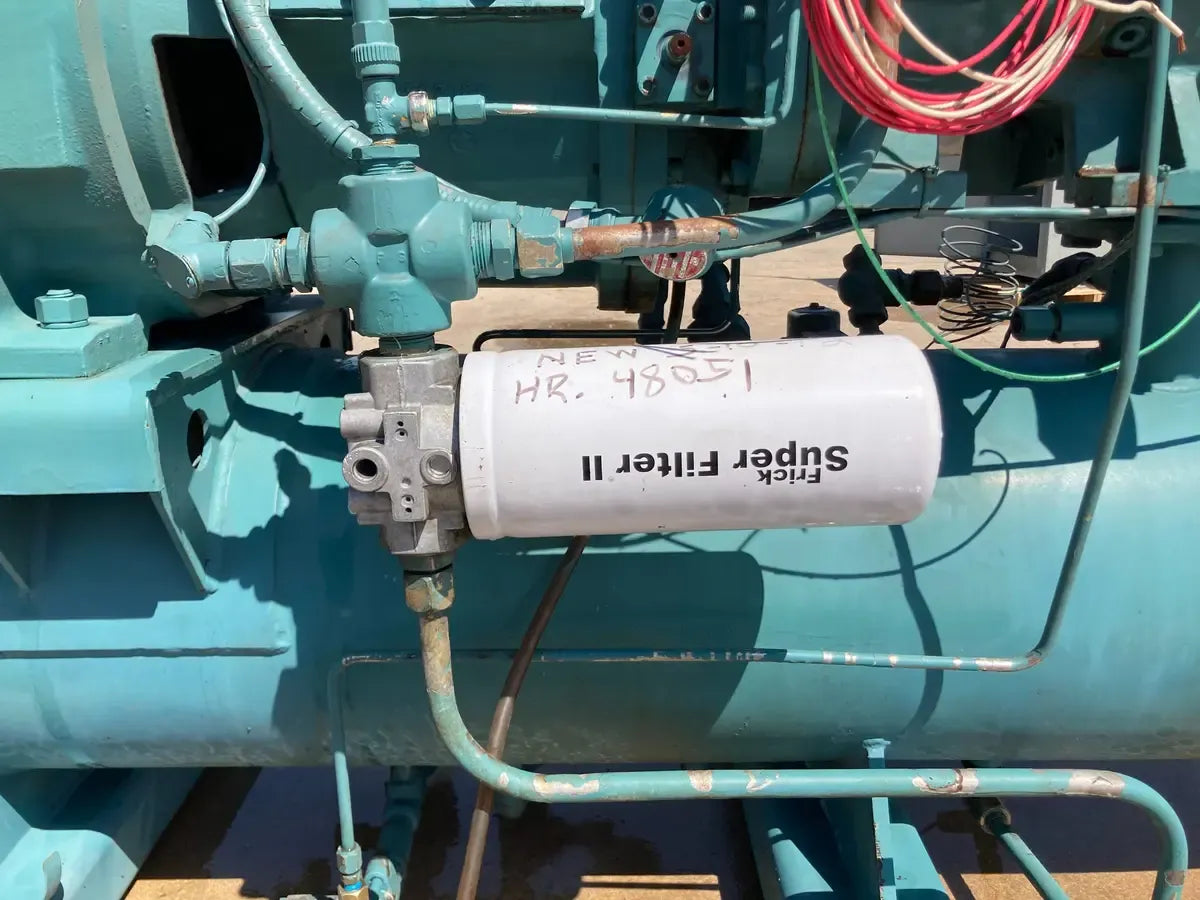 NEW
HR. 48051
Frick
Super Filter II